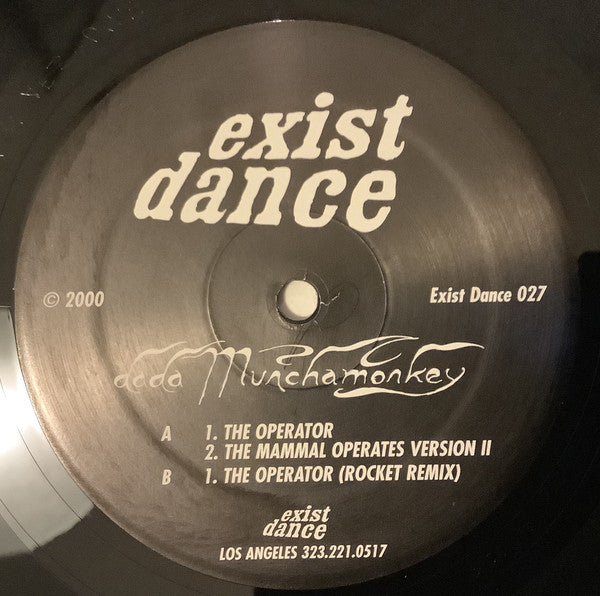 exist
dance
© 2000
Exist Dance 027
dada Munchamonkey
A 1. THE OPERATOR
2. THE MAMMAL OPERATES VERSION II
B 1. THE OPERATOR (ROCKET REMIX)
exist
dance
LOS ANGELES 323.221.0517